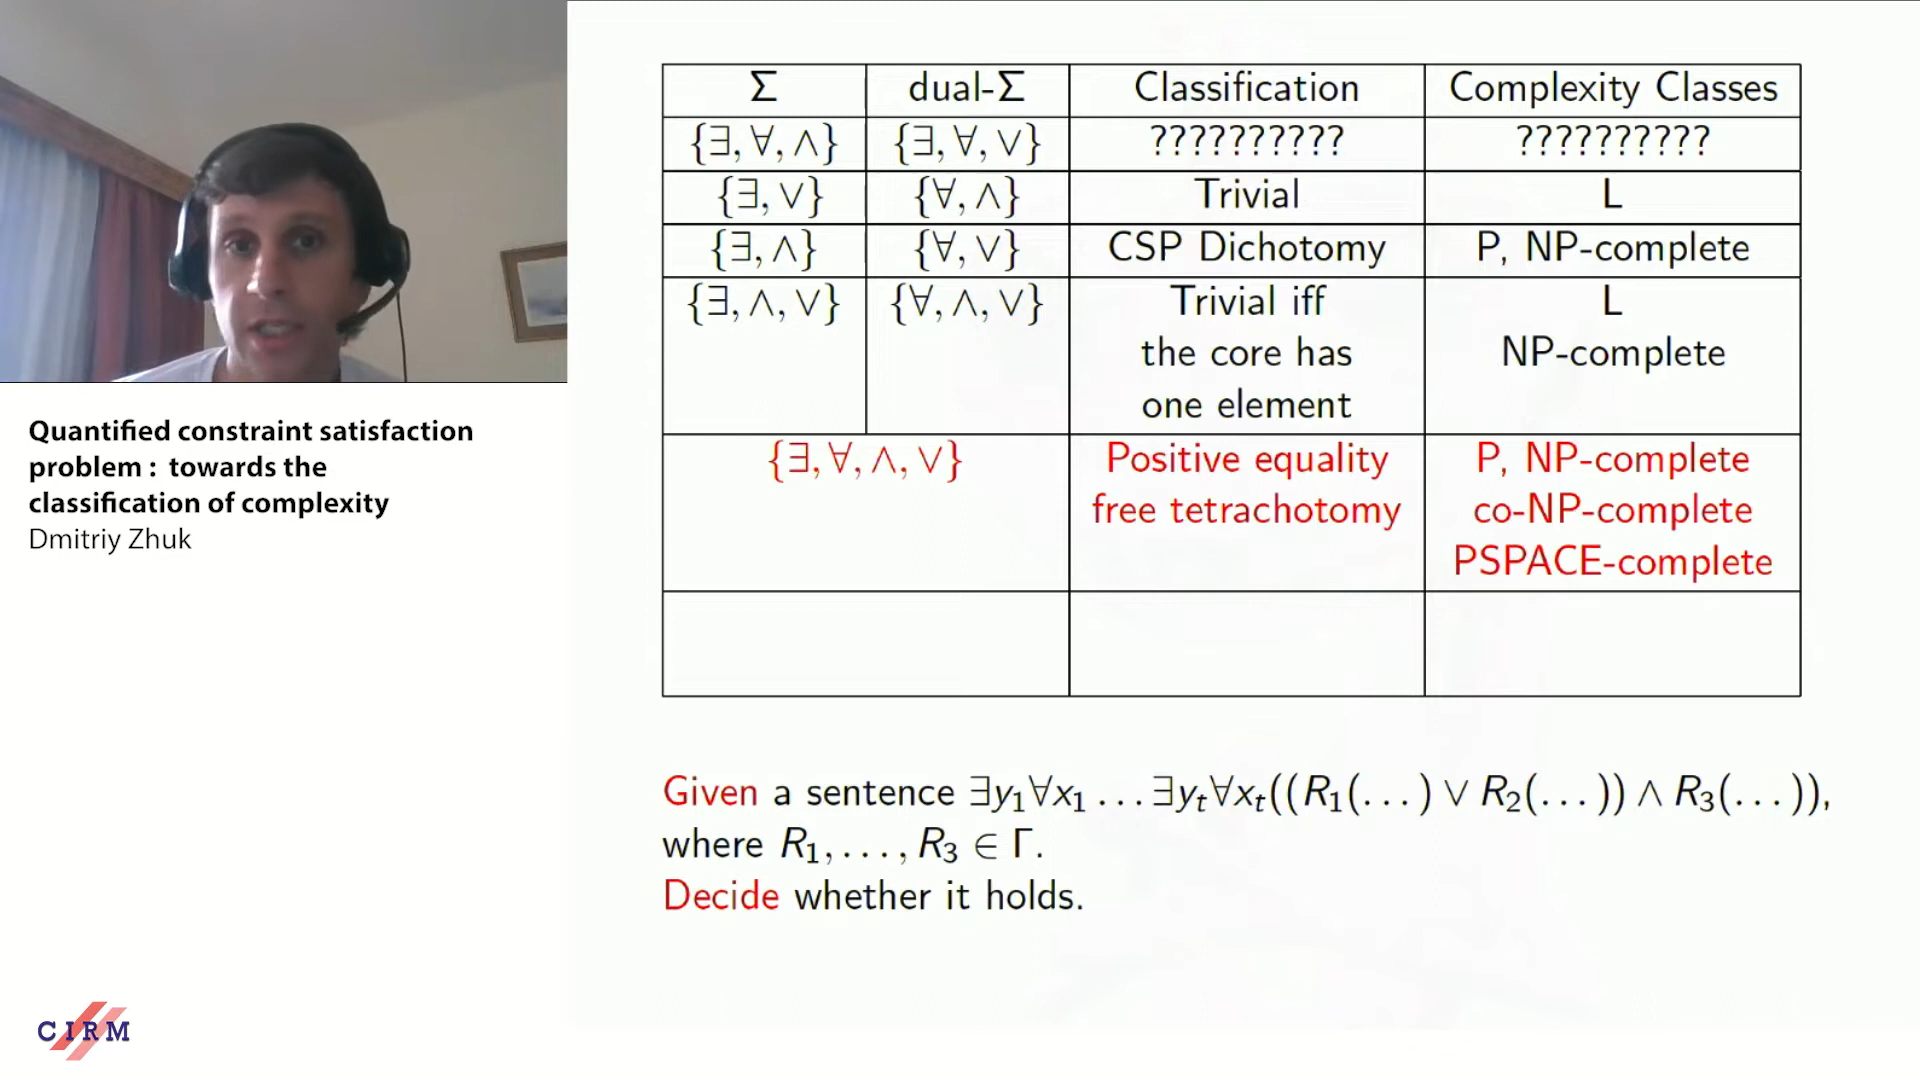 Σ dual-Σ Classification Complexity Classes
{∃, ∀, ∧} {∃, ∀, ∨} ?????????? ??????????
{∃, ∨} {∀, ∧} Trivial L
{∃, ∧} {∀, ∨} CSP Dichotomy P, NP-complete
{∃, ∧, ∨} {∀, ∧, ∨} Trivial iff L
the core has NP-complete
one element
{∃, ∀, ∧, ∨} Positive equality P, NP-complete
free tetrachotomy co-NP-complete
PSPACE-complete
Given a sentence ∃y₁∀x₁ . . . ∃yₜ∀xₜ((R₁(. . . ) ∨ R₂(. . . )) ∧ R₃(. . . )),
where R₁, . . . , R₃ ∈ Γ.
Decide whether it holds.
Quantified constraint satisfaction
problem : towards the
classification of complexity
Dmitriy Zhuk
CIRM